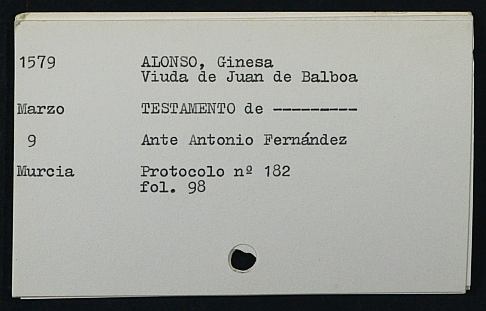 1579 ALONSO, Ginesa
Viuda de Juan de Balboa
Marzo TESTAMENTO de ---------
9 Ante Antonio Fernández
Murcia Protocolo nº 182
fol. 98